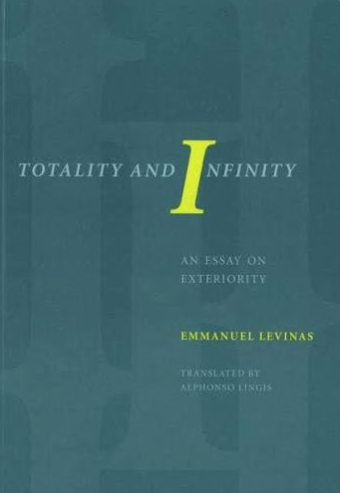 TOTALITY AND INFINITY
AN ESSAY ON
EXTERIORITY
EMMANUEL LEVINAS
TRANSLATED BY
ALPHONSO LINGIS